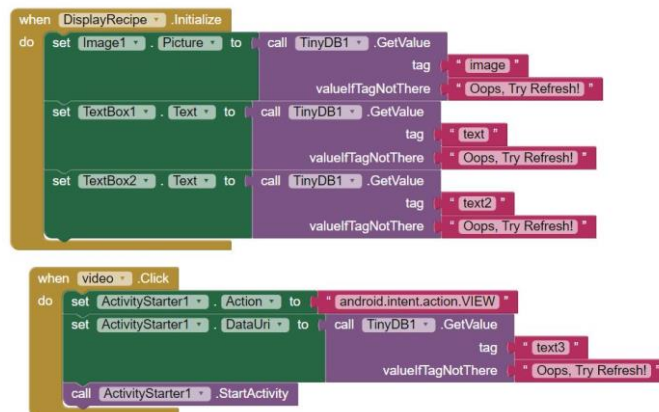 when DisplayRecipe .Initialize
do set Image1 . Picture to call TinyDB1 .GetValue
tag " image "
valueIfTagNotThere " Oops, Try Refresh! "
set TextBox1 . Text to call TinyDB1 .GetValue
tag " text "
valueIfTagNotThere " Oops, Try Refresh! "
set TextBox2 . Text to call TinyDB1 .GetValue
tag " text2 "
valueIfTagNotThere " Oops, Try Refresh! "
when video .Click
do set ActivityStarter1 . Action to " android.intent.action.VIEW "
set ActivityStarter1 . DataUri to call TinyDB1 .GetValue
tag " text3 "
valueIfTagNotThere " Oops, Try Refresh! "
call ActivityStarter1 .StartActivity